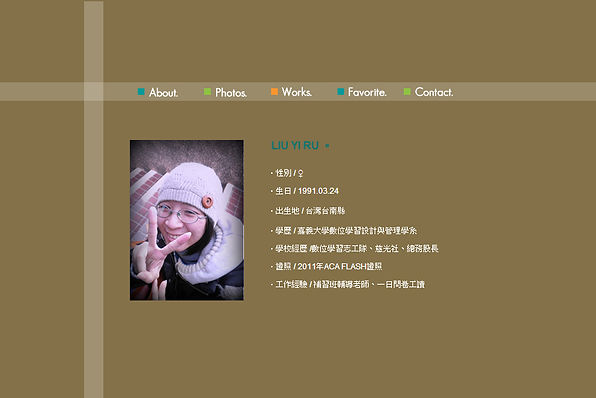 About.
Photos.
Works.
Favorite.
Contact.
LIU YI RU
· 性別 / ♀
· 生日 / 1991.03.24
· 出生地 / 台灣台南縣
· 學歷 / 嘉義大學數位學習設計與管理學系
· 學校經歷 /數位學習志工隊、慈光社、總務股長
· 證照 / 2011年ACA FLASH證照
· 工作經驗 / 補習班輔導老師、一日問卷工讀